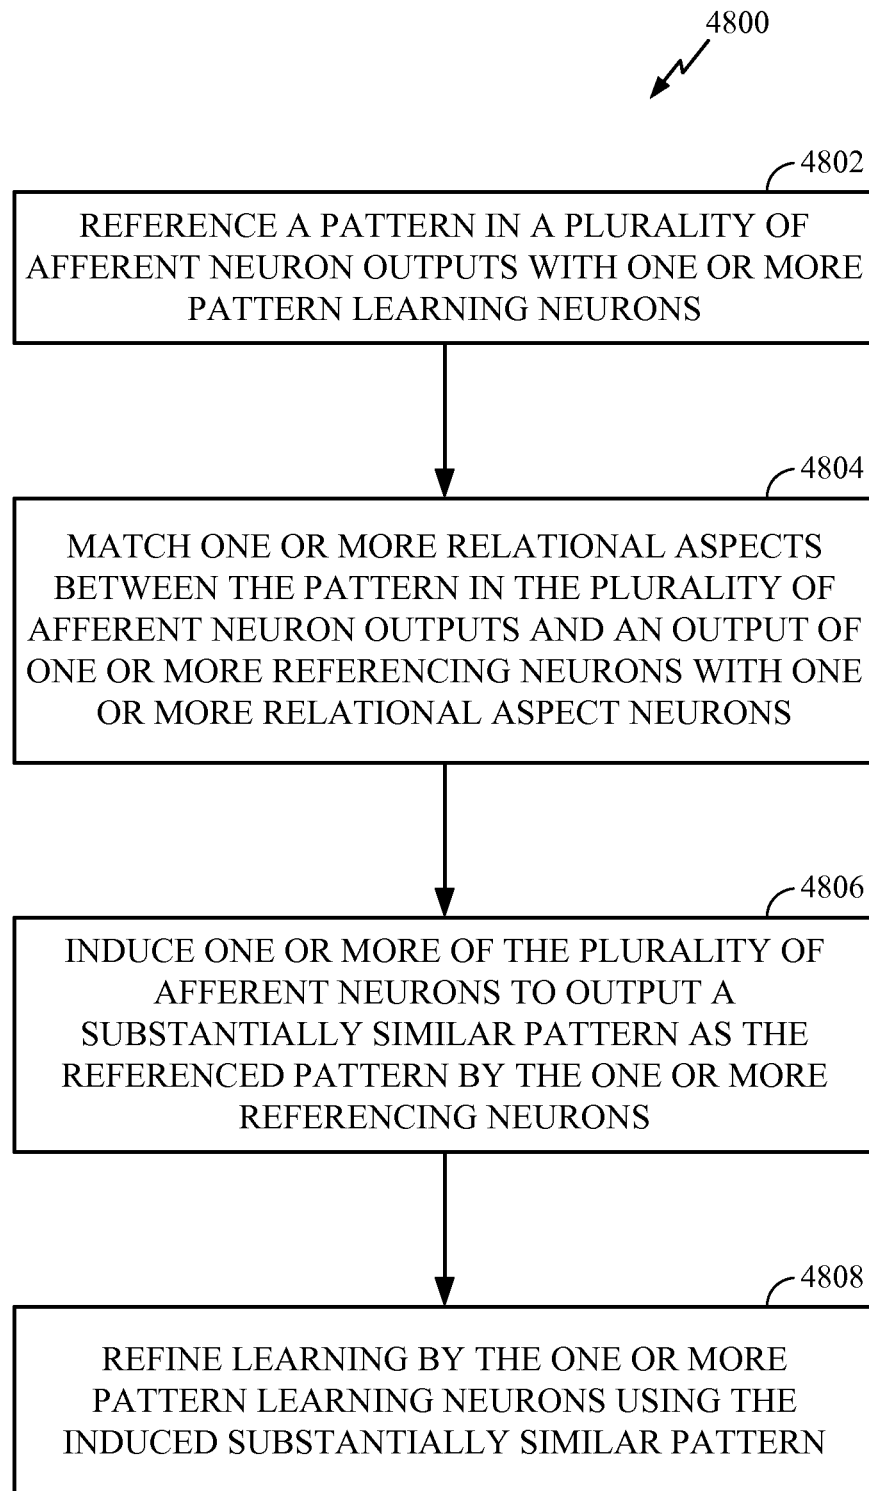 4800
4802
REFERENCE A PATTERN IN A PLURALITY OF
AFFERENT NEURON OUTPUTS WITH ONE OR MORE
PATTERN LEARNING NEURONS
4804
MATCH ONE OR MORE RELATIONAL ASPECTS
BETWEEN THE PATTERN IN THE PLURALITY OF
AFFERENT NEURON OUTPUTS AND AN OUTPUT OF
ONE OR MORE REFERENCING NEURONS WITH ONE
OR MORE RELATIONAL ASPECT NEURONS
4806
INDUCE ONE OR MORE OF THE PLURALITY OF
AFFERENT NEURONS TO OUTPUT A
SUBSTANTIALLY SIMILAR PATTERN AS THE
REFERENCED PATTERN BY THE ONE OR MORE
REFERENCING NEURONS
4808
REFINE LEARNING BY THE ONE OR MORE
PATTERN LEARNING NEURONS USING THE
INDUCED SUBSTANTIALLY SIMILAR PATTERN